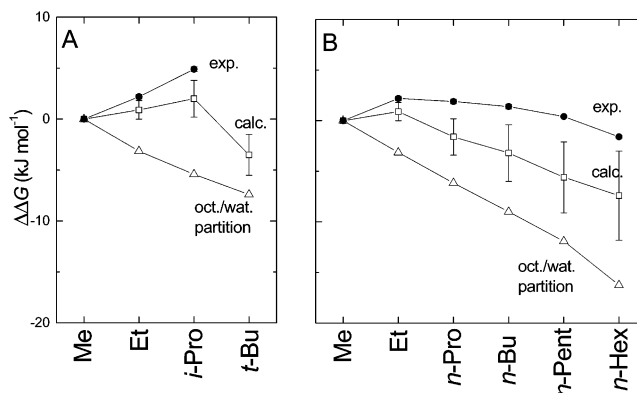 10
A
B
exp.
exp.
0
calc.
calc.
ΔΔG (kJ mol⁻¹)
oct./wat.
partition
-10
oct./wat.
partition
-20
Me
Et
i-Pro
t-Bu
Me
Et
n-Pro
n-Bu
n-Pent
n-Hex